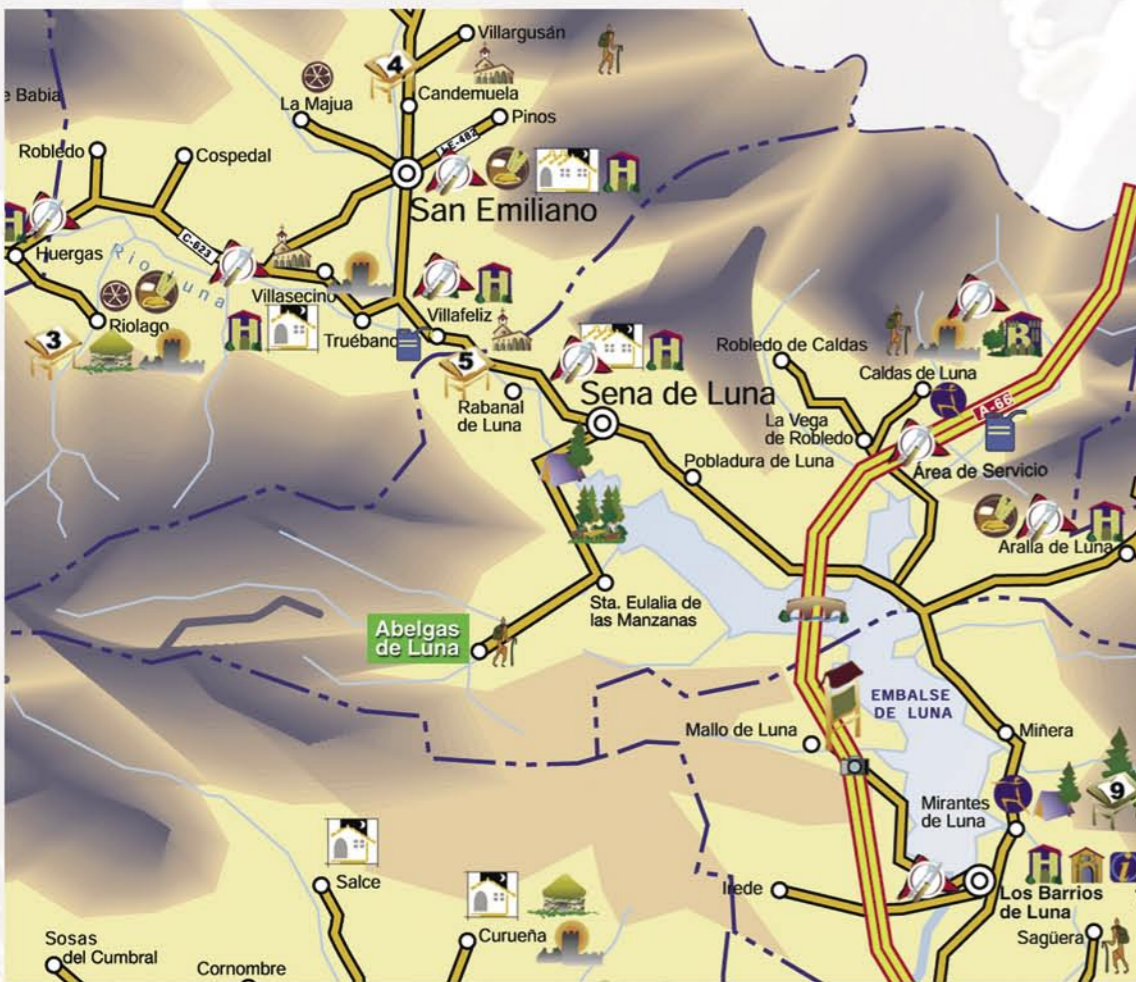 Villargusán
4
Candemuela
La Majua
Pinos
e Babia
LE-482
Robledo
Cospedal
H
San Emiliano
H
Huergas
C-623
Río Luna
H
Villasecino
Riolago
3
H
Truébano
Villafeliz
5
H
Robledo de Caldas
Sena de Luna
Rabanal
de Luna
Caldas de Luna
R
A-66
La Vega
de Robledo
Área de Servicio
Pobladura de Luna
H
Aralla de Luna
Sta. Eulalia de
las Manzanas
Abelgas
de Luna
EMBALSE
DE LUNA
Mallo de Luna
Miñera
9
Mirantes
de Luna
H
R
i
Irede
Los Barrios
de Luna
Sagüera
Salce
Curueña
Sosas
del Cumbral
Cornombre